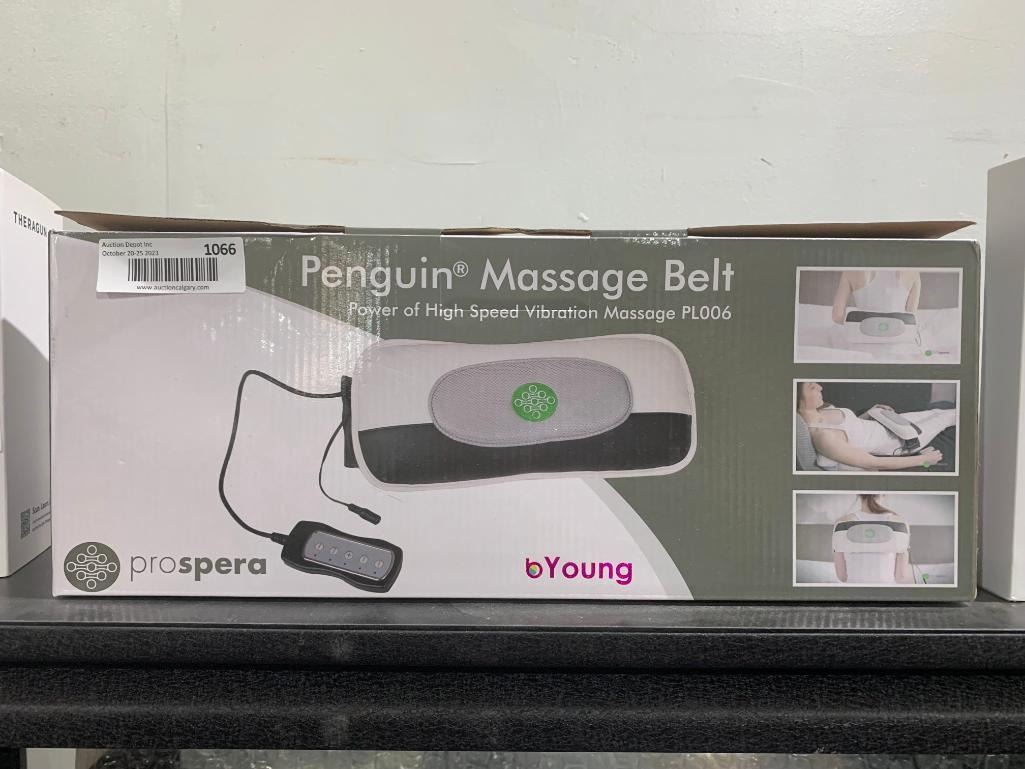 THERAGUN
Auction Depot Inc
October 20-25 2023
1066
www.auctioncalgary.com
Penguin® Massage Belt
Power of High Speed Vibration Massage PL006
prospera
bYoung